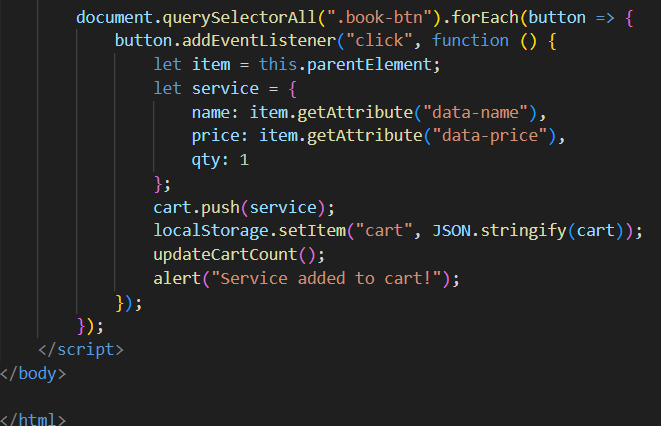 document.querySelectorAll(".book-btn").forEach(button => {
button.addEventListener("click", function () {
let item = this.parentElement;
let service = {
name: item.getAttribute("data-name"),
price: item.getAttribute("data-price"),
qty: 1
};
cart.push(service);
localStorage.setItem("cart", JSON.stringify(cart));
updateCartCount();
alert("Service added to cart!");
});
});
</script>
</body>
</html>